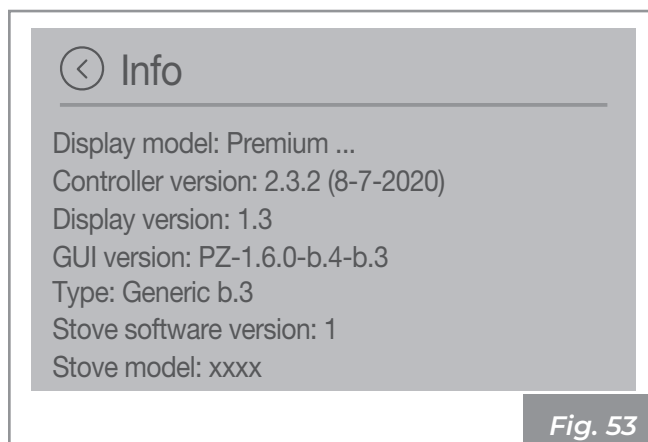 Info
Display model: Premium ...
Controller version: 2.3.2 (8-7-2020)
Display version: 1.3
GUI version: PZ-1.6.0-b.4-b.3
Type: Generic b.3
Stove software version: 1
Stove model: xxxx
Fig. 53